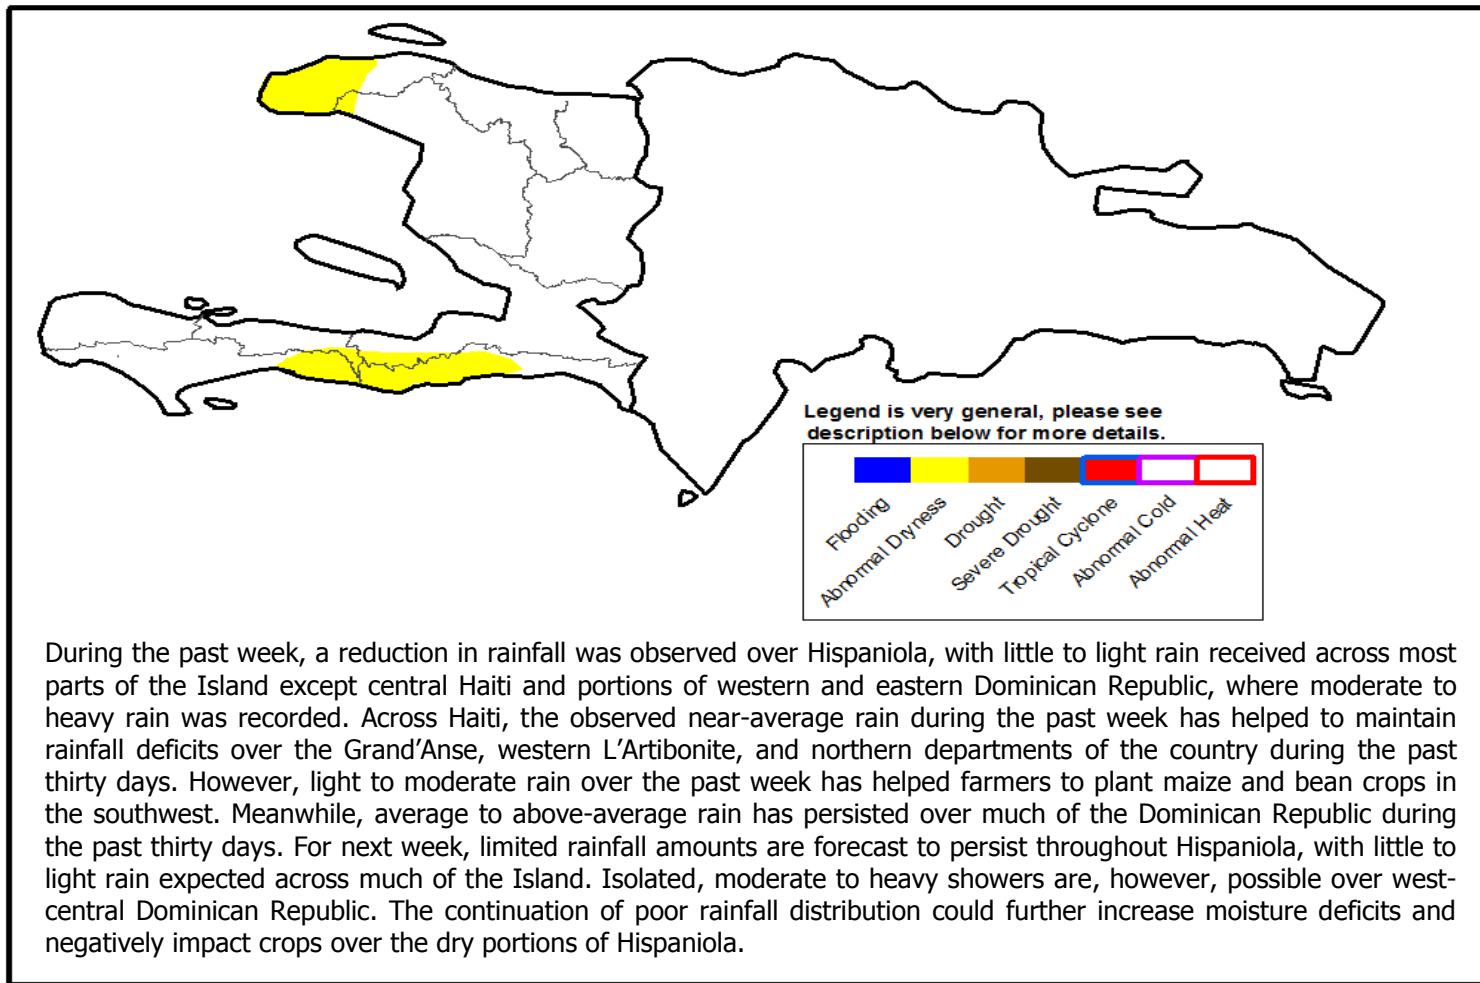 Legend is very general, please see
description below for more details.
Flooding
Abnormal Dryness
Drought
Severe Drought
Tropical Cyclone
Abnormal Cold
Abnormal Heat
During the past week, a reduction in rainfall was observed over Hispaniola, with little to light rain received across most
parts of the Island except central Haiti and portions of western and eastern Dominican Republic, where moderate to
heavy rain was recorded. Across Haiti, the observed near-average rain during the past week has helped to maintain
rainfall deficits over the Grand’Anse, western L’Artibonite, and northern departments of the country during the past
thirty days. However, light to moderate rain over the past week has helped farmers to plant maize and bean crops in
the southwest. Meanwhile, average to above-average rain has persisted over much of the Dominican Republic during
the past thirty days. For next week, limited rainfall amounts are forecast to persist throughout Hispaniola, with little to
light rain expected across much of the Island. Isolated, moderate to heavy showers are, however, possible over west-
central Dominican Republic. The continuation of poor rainfall distribution could further increase moisture deficits and
negatively impact crops over the dry portions of Hispaniola.